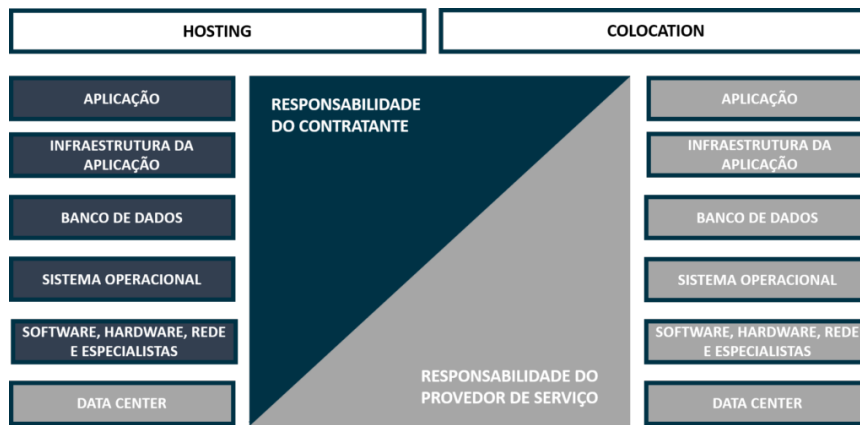 HOSTING
COLOCATION
APLICAÇÃO
INFRAESTRUTURA DA
APLICAÇÃO
BANCO DE DADOS
SISTEMA OPERACIONAL
SOFTWARE, HARDWARE, REDE
E ESPECIALISTAS
DATA CENTER
RESPONSABILIDADE
DO CONTRATANTE
RESPONSABILIDADE DO
PROVEDOR DE SERVIÇO
APLICAÇÃO
INFRAESTRUTURA DA
APLICAÇÃO
BANCO DE DADOS
SISTEMA OPERACIONAL
SOFTWARE, HARDWARE, REDE
E ESPECIALISTAS
DATA CENTER